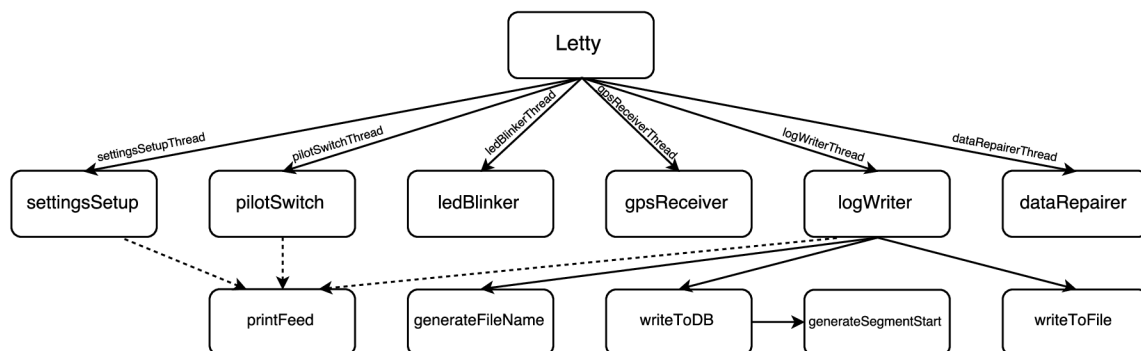 Letty
settingsSetupThread
pilotSwitchThread
ledBlinkerThread
gpsReceiverThread
logWriterThread
dataRepairerThread
settingsSetup
pilotSwitch
ledBlinker
gpsReceiver
logWriter
dataRepairer
printFeed
generateFileName
writeToDB
generateSegmentStart
writeToFile